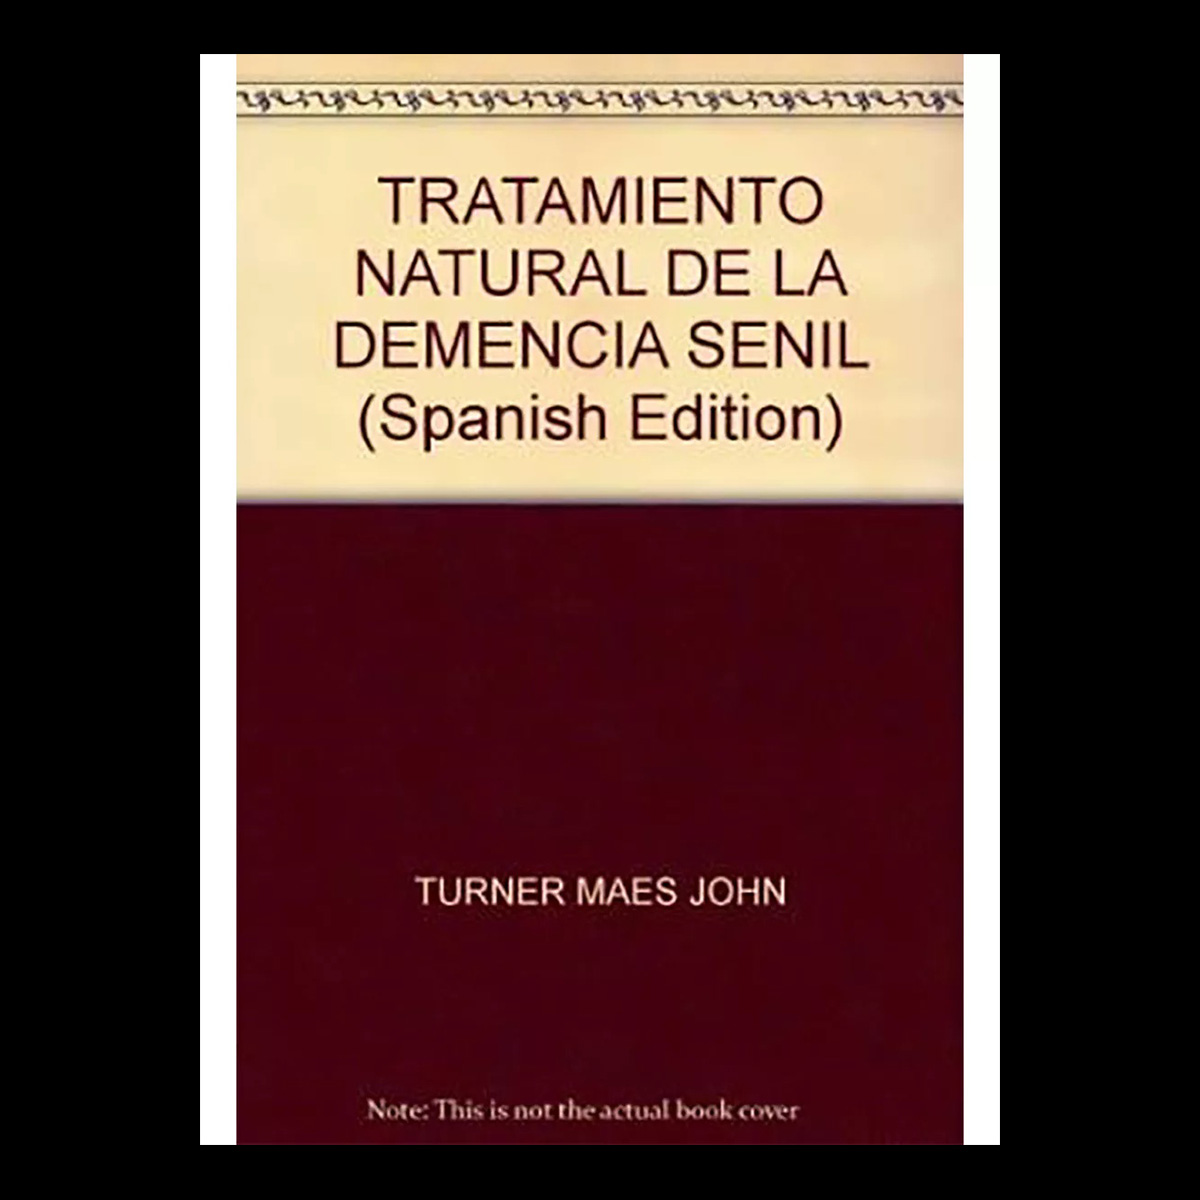 TRATAMIENTO
NATURAL DE LA
DEMENCIA SENIL
(Spanish Edition)
TURNER MAES JOHN
Note: This is not the actual book cover